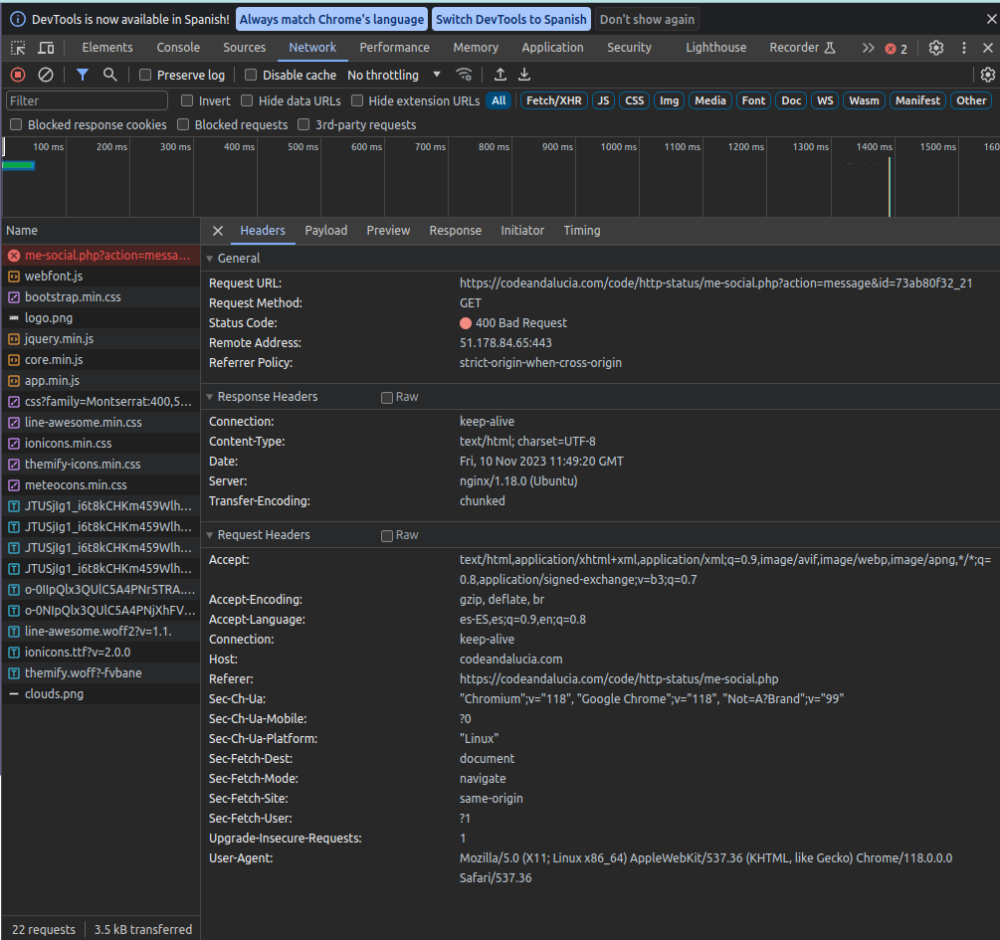 DevTools is now available in Spanish! Always match Chrome's language Switch DevTools to Spanish Don't show again
Elements Console Sources Network Performance Memory Application Security Lighthouse Recorder 2
Preserve log Disable cache No throttling
Filter Invert Hide data URLs Hide extension URLs All Fetch/XHR JS CSS Img Media Font Doc WS Wasm Manifest Other
Blocked response cookies Blocked requests 3rd-party requests
100 ms 200 ms 300 ms 400 ms 500 ms 600 ms 700 ms 800 ms 900 ms 1000 ms 1100 ms 1200 ms 1300 ms 1400 ms 1500 ms 160
Name
me-social.php?action=messa...
webfont.js
bootstrap.min.css
logo.png
jquery.min.js
core.min.js
app.min.js
css?family=Montserrat:400,5...
line-awesome.min.css
ionicons.min.css
themify-icons.min.css
meteocons.min.css
JTUSjIg1_i6t8kCHKm459Wlh...
JTUSjIg1_i6t8kCHKm459Wlh...
JTUSjIg1_i6t8kCHKm459Wlh...
JTUSjIg1_i6t8kCHKm459Wlh...
o-0IIpQlx3QUlC5A4PNr5TRA....
o-0NIpQlx3QUlC5A4PNjXhFV...
line-awesome.woff2?v=1.1.
ionicons.ttf?v=2.0.0
themify.woff?-fvbane
clouds.png
22 requests 3.5 kB transferred
Headers Payload Preview Response Initiator Timing
General
Request URL: https://codeandalucia.com/code/http-status/me-social.php?action=message&id=73ab80f32_21
Request Method: GET
Status Code: 400 Bad Request
Remote Address: 51.178.84.65:443
Referrer Policy: strict-origin-when-cross-origin
Response Headers Raw
Connection: keep-alive
Content-Type: text/html; charset=UTF-8
Date: Fri, 10 Nov 2023 11:49:20 GMT
Server: nginx/1.18.0 (Ubuntu)
Transfer-Encoding: chunked
Request Headers Raw
Accept: text/html,application/xhtml+xml,application/xml;q=0.9,image/avif,image/webp,image/apng,*/*;q=
0.8,application/signed-exchange;v=b3;q=0.7
Accept-Encoding: gzip, deflate, br
Accept-Language: es-ES,es;q=0.9,en;q=0.8
Connection: keep-alive
Host: codeandalucia.com
Referer: https://codeandalucia.com/code/http-status/me-social.php
Sec-Ch-Ua: "Chromium";v="118", "Google Chrome";v="118", "Not=A?Brand";v="99"
Sec-Ch-Ua-Mobile: ?0
Sec-Ch-Ua-Platform: "Linux"
Sec-Fetch-Dest: document
Sec-Fetch-Mode: navigate
Sec-Fetch-Site: same-origin
Sec-Fetch-User: ?1
Upgrade-Insecure-Requests: 1
User-Agent: Mozilla/5.0 (X11; Linux x86_64) AppleWebKit/537.36 (KHTML, like Gecko) Chrome/118.0.0.0
Safari/537.36